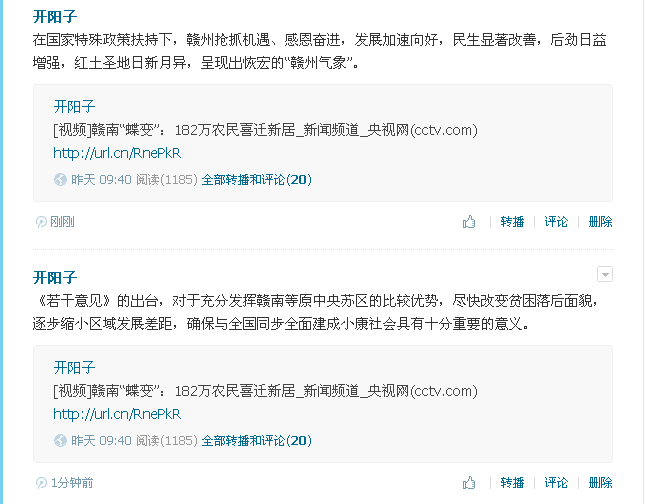 开阳子
在国家特殊政策扶持下，赣州抢抓机遇、感恩奋进，发展加速向好，民生显著改善，后劲日益
增强，红土圣地日新月异，呈现出恢宏的“赣州气象”。
开阳子
[视频]赣南“蝶变”：182万农民喜迁新居_新闻频道_央视网(cctv.com)
http://url.cn/RnePkR
昨天 09:40 阅读(1185) 全部转播和评论(20)
刚刚 转播 评论 删除
开阳子
《若干意见》的出台，对于充分发挥赣南等原中央苏区的比较优势，尽快改变贫困落后面貌，
逐步缩小区域发展差距，确保与全国同步全面建成小康社会具有十分重要的意义。
开阳子
[视频]赣南“蝶变”：182万农民喜迁新居_新闻频道_央视网(cctv.com)
http://url.cn/RnePkR
昨天 09:40 阅读(1185) 全部转播和评论(20)
1分钟前 转播 评论 删除